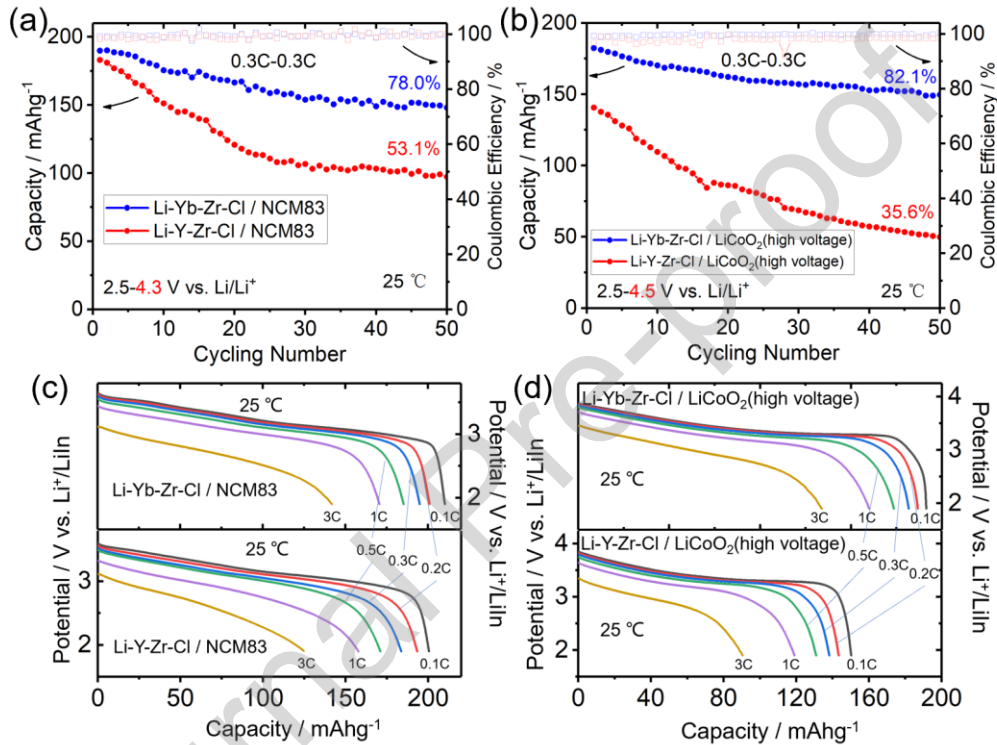 (a)
200
150
100
50
0
Capacity / mAhg⁻¹
0.3C-0.3C
78.0%
53.1%
Li-Yb-Zr-Cl / NCM83
Li-Y-Zr-Cl / NCM83
2.5-4.3 V vs. Li/Li⁺
25 ℃
0 10 20 30 40 50
Cycling Number
100
80
60
40
20
0
Coulombic Efficiency / %
(b)
200
150
100
50
0
Capacity / mAhg⁻¹
0.3C-0.3C
82.1%
35.6%
Li-Yb-Zr-Cl / LiCoO₂(high voltage)
Li-Y-Zr-Cl / LiCoO₂(high voltage)
2.5-4.5 V vs. Li/Li⁺
25 ℃
0 10 20 30 40 50
Cycling Number
100
80
60
40
20
0
Coulombic Efficiency / %
(c)
25 ℃
3
2
Li-Yb-Zr-Cl / NCM83
3C 1C 0.1C
0.5C
0.3C
0.2C
25 ℃
3
2
Li-Y-Zr-Cl / NCM83
3C 1C 0.1C
Potential / V vs. Li⁺/LiIn
0 50 100 150 200
Capacity / mAhg⁻¹
(d)
Li-Yb-Zr-Cl / LiCoO₂(high voltage)
4
3
2
25 ℃
3C 1C 0.1C
Li-Y-Zr-Cl / LiCoO₂(high voltage)
0.5C
0.3C
0.2C
4
3
2
25 ℃
3C 1C 0.1C
Potential / V vs. Li⁺/LiIn
Potential / V vs. Li⁺/LiIn
0 40 80 120 160 200
Capacity / mAhg⁻¹
rnal Pre-proof